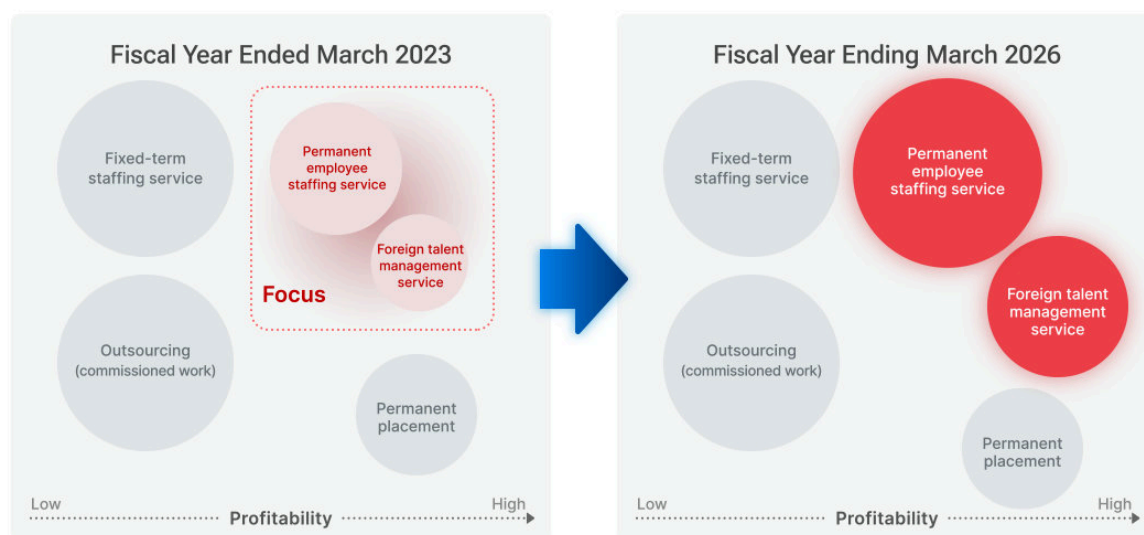 Fiscal Year Ended March 2023
Fixed-term
staffing service
Permanent
employee
staffing service
Foreign talent
management
service
Focus
Outsourcing
(commissioned work)
Permanent
placement
Low
High
Profitability
Fiscal Year Ending March 2026
Fixed-term
staffing service
Permanent
employee
staffing service
Foreign talent
management
service
Outsourcing
(commissioned work)
Permanent
placement
Low
High
Profitability